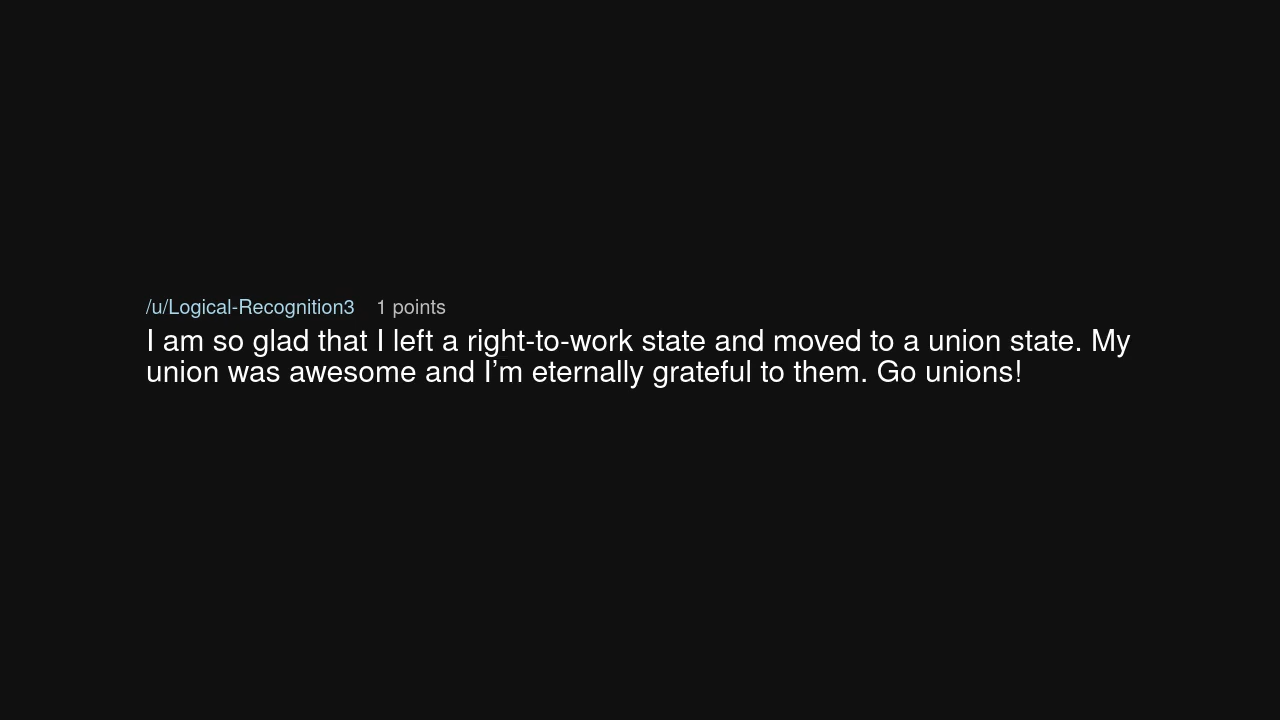 /u/Logical-Recognition3 1 points
I am so glad that I left a right-to-work state and moved to a union state. My
union was awesome and I’m eternally grateful to them. Go unions!